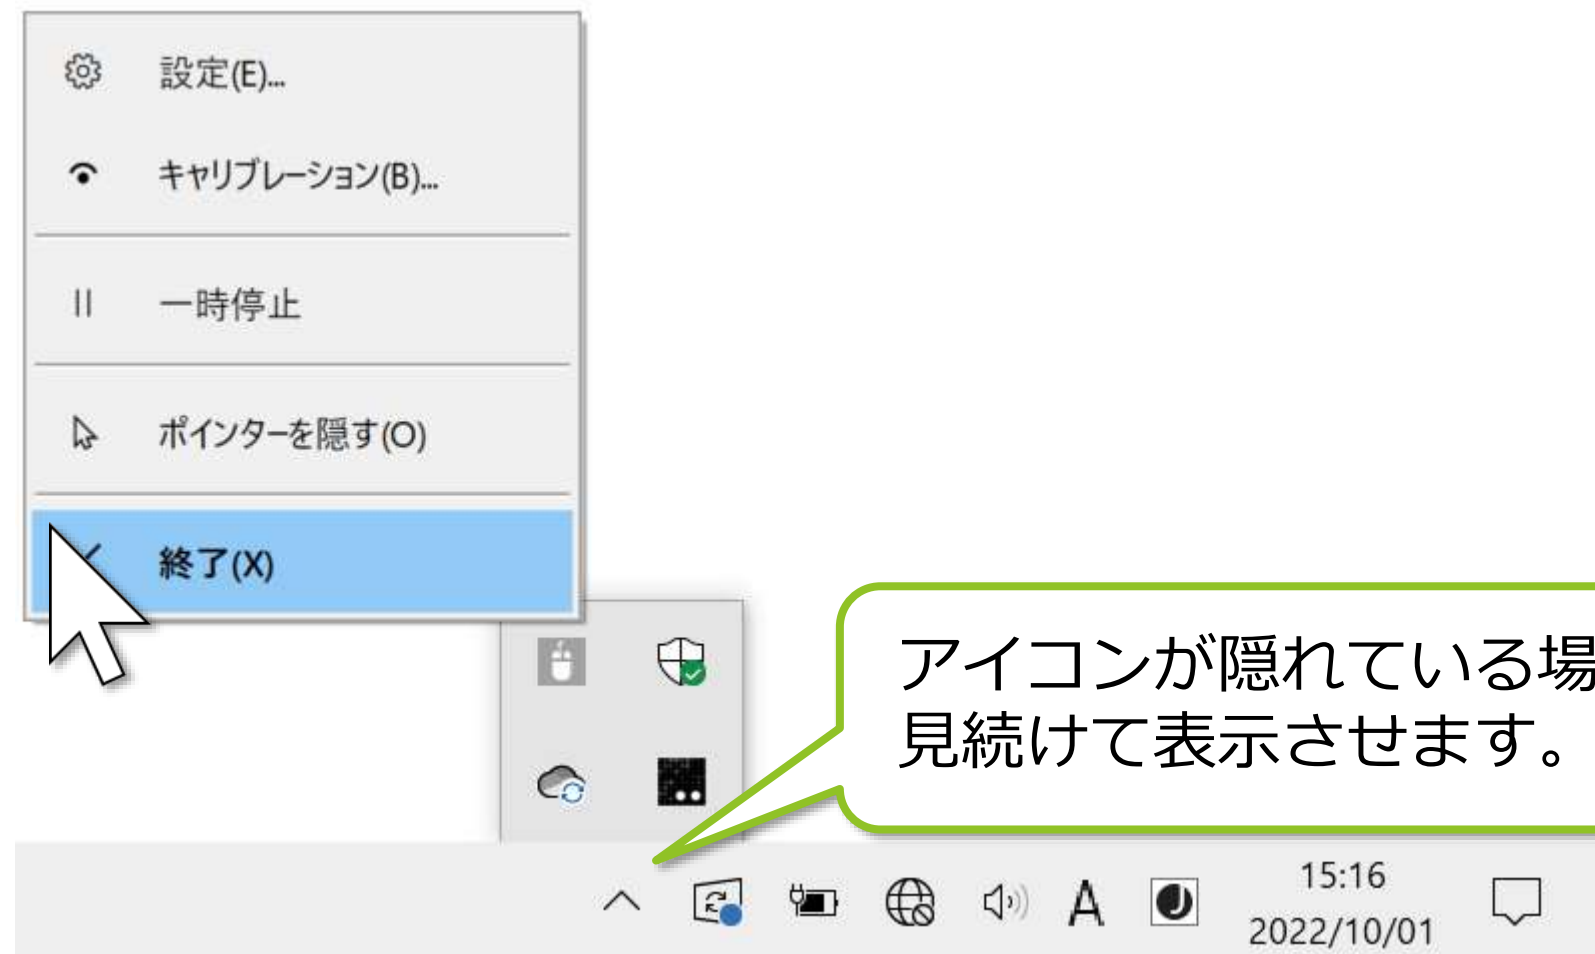 設定(E)...
キャリブレーション(B)...
一時停止
ポインターを隠す(O)
終了(X)
アイコンが隠れている場
見続けて表示させます。
A
15:16
2022/10/01